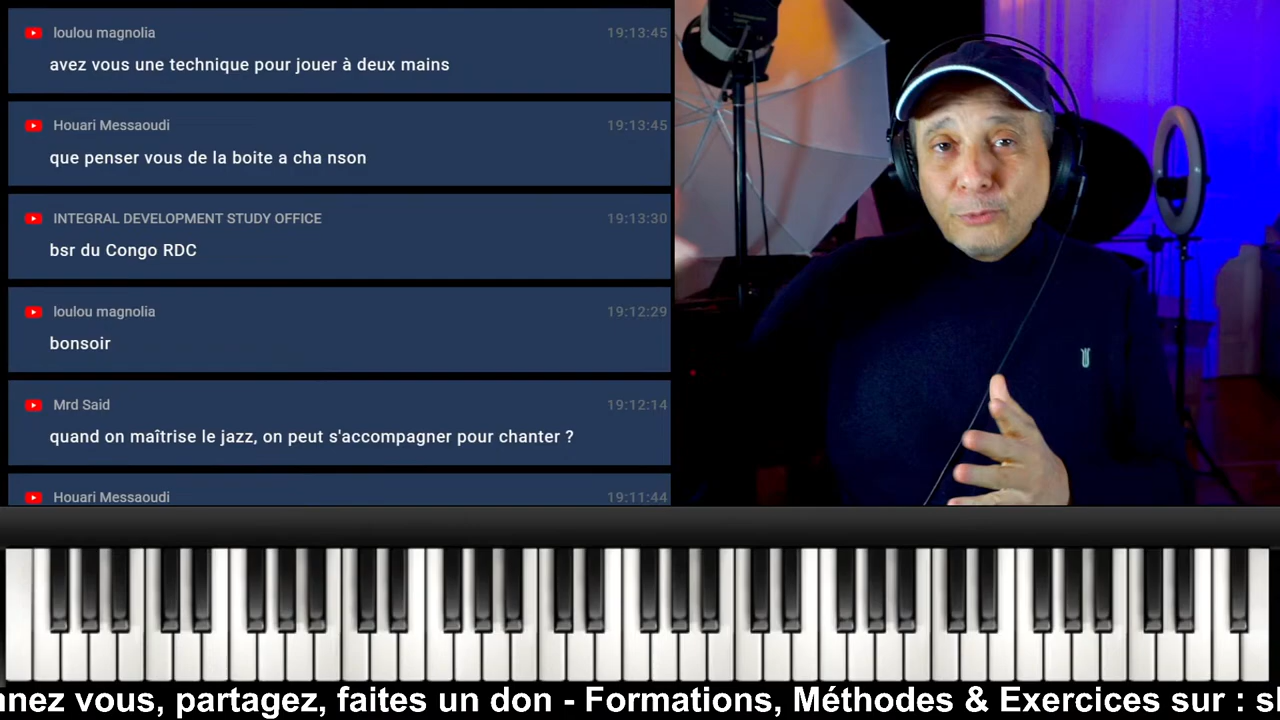 loulou magnolia 19:13:45
avez vous une technique pour jouer à deux mains
Houari Messaoudi 19:13:45
que penser vous de la boite a cha nson
INTEGRAL DEVELOPMENT STUDY OFFICE 19:13:30
bsr du Congo RDC
loulou magnolia 19:12:29
bonsoir
Mrd Said 19:12:14
quand on maîtrise le jazz, on peut s'accompagner pour chanter ?
Houari Messaoudi 19:11:44
nnez vous, partagez, faites un don - Formations, Méthodes & Exercices sur :